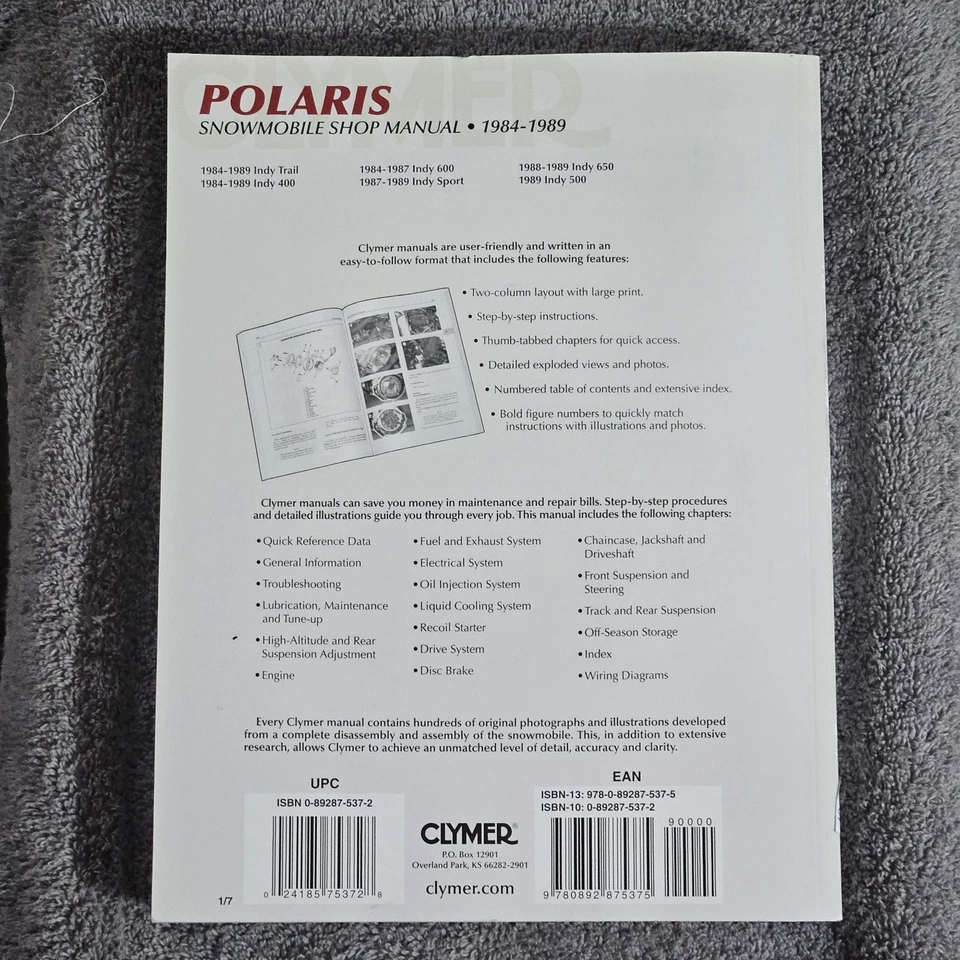 CLYMER
POLARIS
SNOWMOBILE SHOP MANUAL • 1984-1989
1984-1989 Indy Trail
1984-1989 Indy 400
1984-1987 Indy 600
1987-1989 Indy Sport
1988-1989 Indy 650
1989 Indy 500
Clymer manuals are user-friendly and written in an
easy-to-follow format that includes the following features:
• Two-column layout with large print.
• Step-by-step instructions.
• Thumb-tabbed chapters for quick access.
• Detailed exploded views and photos.
• Numbered table of contents and extensive index.
• Bold figure numbers to quickly match
instructions with illustrations and photos.
Clymer manuals can save you money in maintenance and repair bills. Step-by-step procedures
and detailed illustrations guide you through every job. This manual includes the following chapters:
• Quick Reference Data
• General Information
• Troubleshooting
• Lubrication, Maintenance
and Tune-up
• High-Altitude and Rear
Suspension Adjustment
• Engine
• Fuel and Exhaust System
• Electrical System
• Oil Injection System
• Liquid Cooling System
• Recoil Starter
• Drive System
• Disc Brake
• Chaincase, Jackshaft and
Driveshaft
• Front Suspension and
Steering
• Track and Rear Suspension
• Off-Season Storage
• Index
• Wiring Diagrams
Every Clymer manual contains hundreds of original photographs and illustrations developed
from a complete disassembly and assembly of the snowmobile. This, in addition to extensive
research, allows Clymer to achieve an unmatched level of detail, accuracy and clarity.
UPC
ISBN 0-89287-537-2
0 24185 75372 8
1/7
CLYMER®
P.O. Box 12901
Overland Park, KS 66282-2901
clymer.com
EAN
ISBN-13: 978-0-89287-537-5
ISBN-10: 0-89287-537-2
90000
9 780892 875375